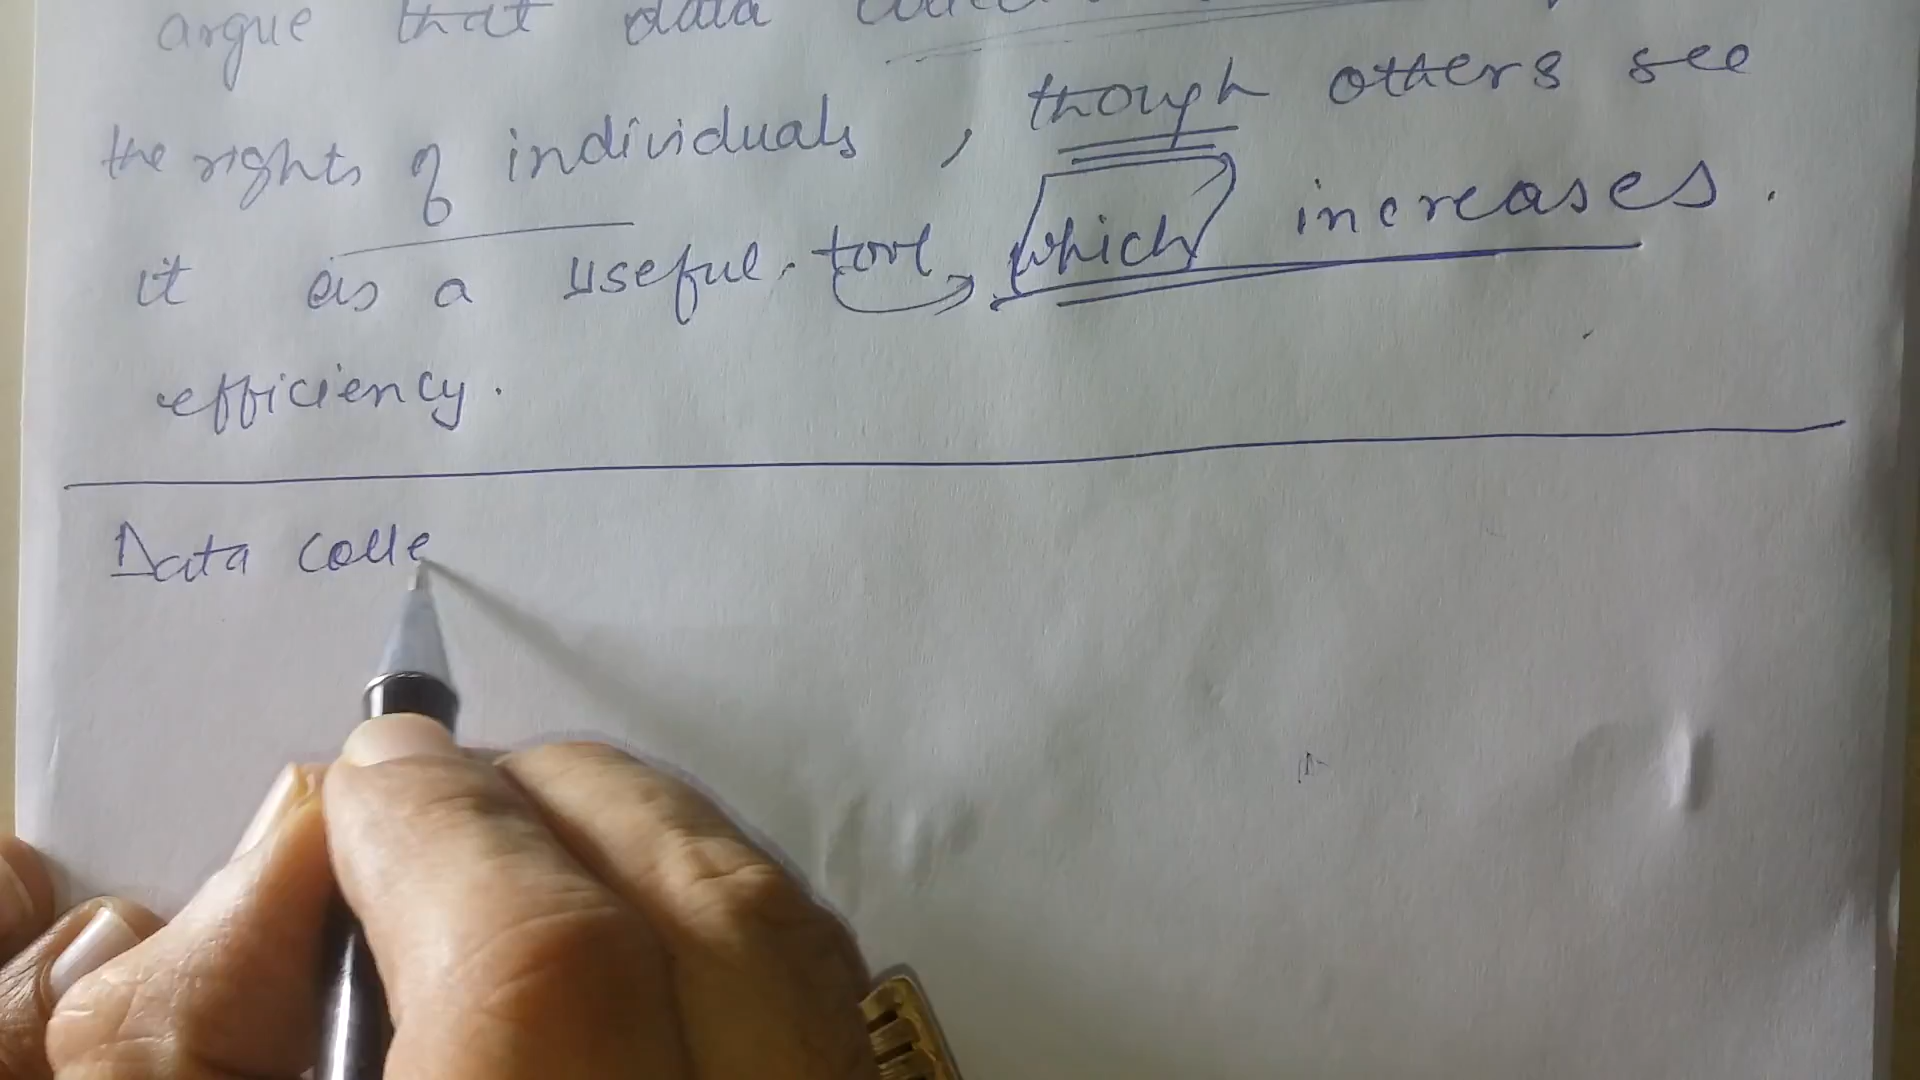 argue that data
the rights of individuals, though others see
it as a useful tool, which increases.
efficiency.
Data colle